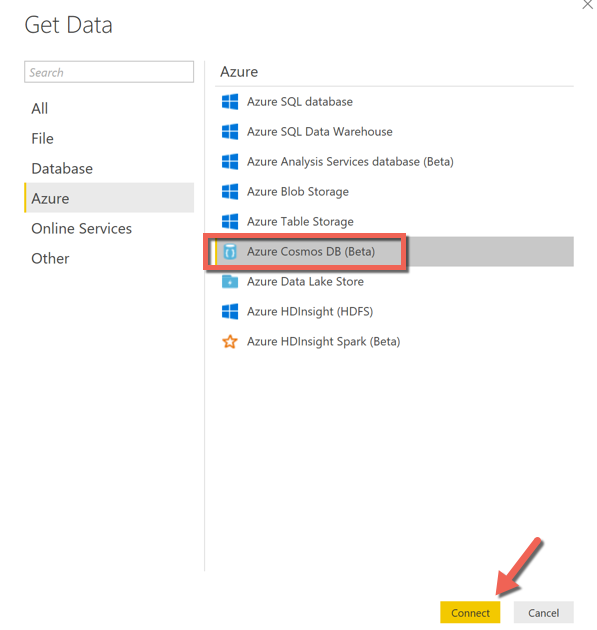 Get Data
Search
All
File
Database
Azure
Online Services
Other
Azure
Azure SQL database
Azure SQL Data Warehouse
Azure Analysis Services database (Beta)
Azure Blob Storage
Azure Table Storage
Azure Cosmos DB (Beta)
Azure Data Lake Store
Azure HDInsight (HDFS)
Azure HDInsight Spark (Beta)
Connect
Cancel